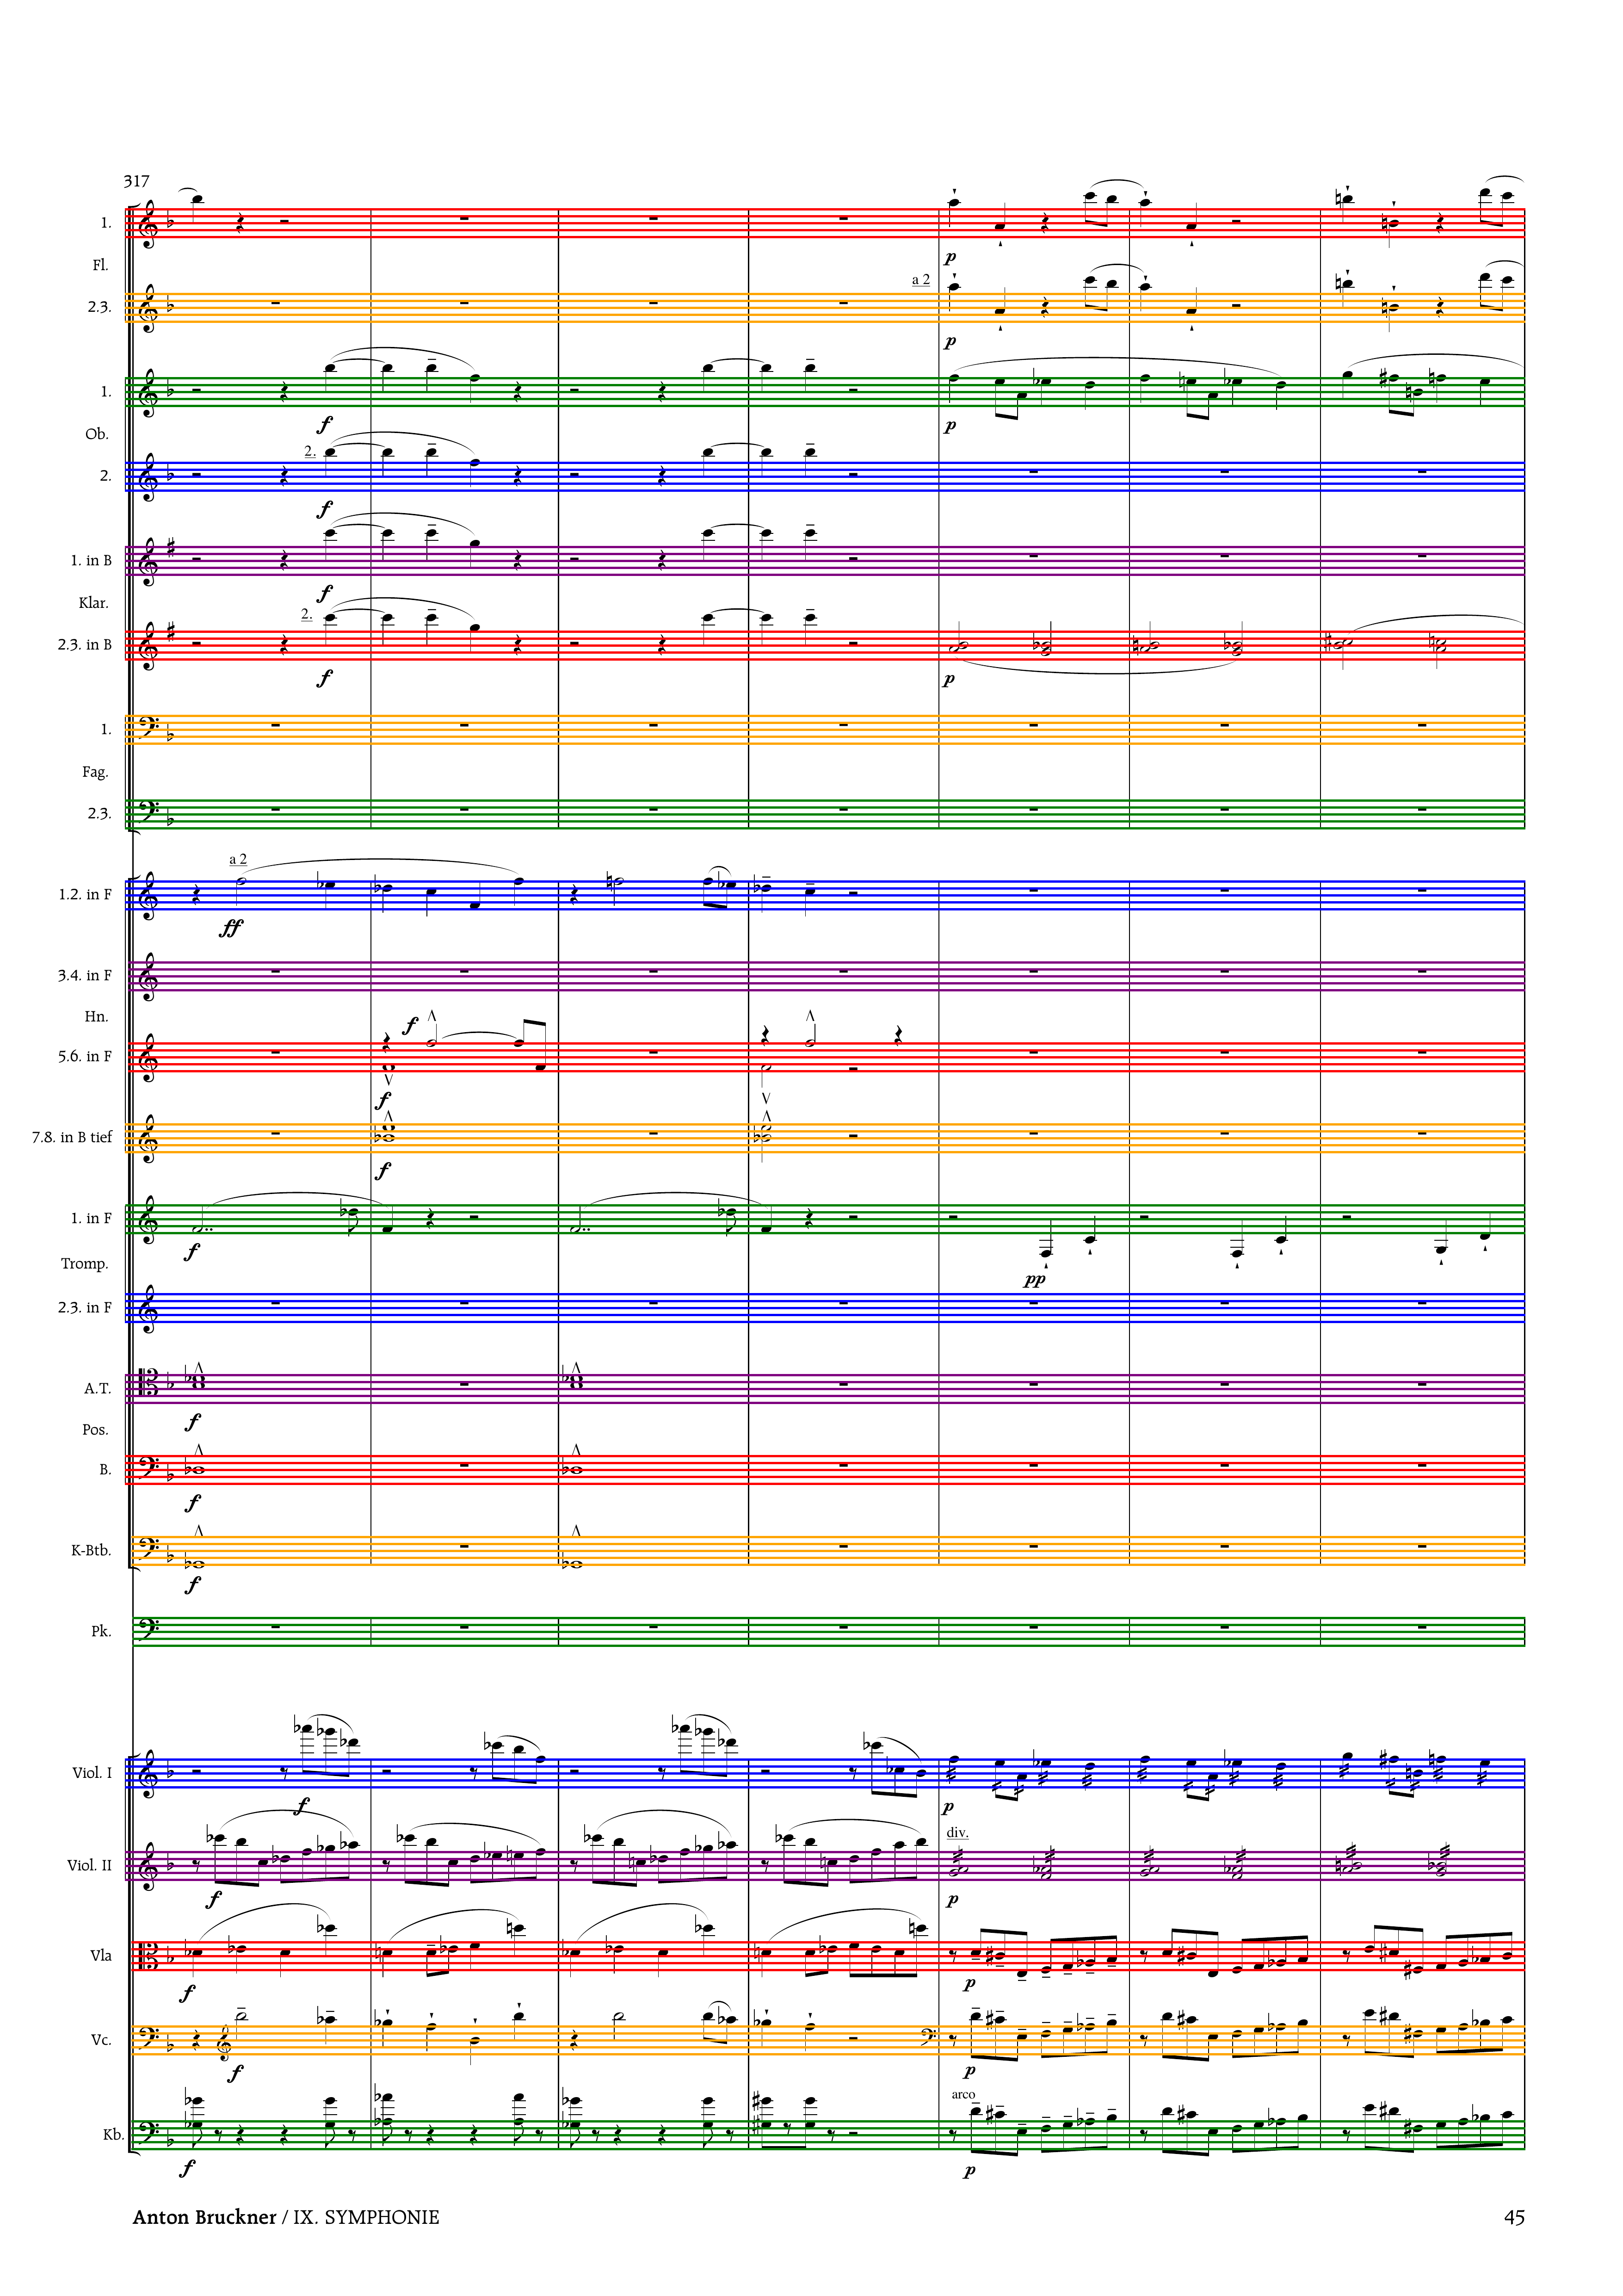 317
1.
Fl.
a 2
2.3.
p
p
1.
f
p
Ob.
2.
2.
f
1. in B
f
Klar.
2.
2.3. in B
f
p
1.
Fag.
2.3.
a 2
1.2. in F
ff
3.4. in F
Hn.
f
5.6. in F
f
7.8. in B tief
f
1. in F
f
Tromp.
pp
2.3. in F
A.T.
f
Pos.
B.
f
K-Btb.
f
Pk.
Viol. I
f
p
div.
Viol. II
f
p
Vla
f
p
Vc.
f
p
arco
Kb.
f
p
Anton Bruckner / IX. SYMPHONIE
45